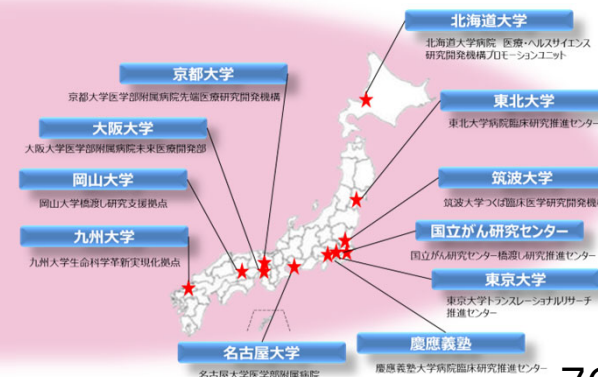 北海道大学
北海道大学病院 医療・ヘルスサイエンス
研究開発機構プロモーションユニット
京都大学
京都大学医学部附属病院先端医療研究開発機構
東北大学
東北大学病院臨床研究推進センター
大阪大学
大阪大学医学部附属病院未来医療開発部
岡山大学
岡山大学橋渡し研究支援拠点
筑波大学
筑波大学つくば臨床医学研究開発機
国立がん研究センター
国立がん研究センター橋渡し研究推進センター
九州大学
九州大学生命科学革新実現化拠点
東京大学
東京大学トランスレーショナルリサーチ
推進センター
名古屋大学
名古屋大学医学部附属病院
慶應義塾
慶應義塾大学病院臨床研究推進センター